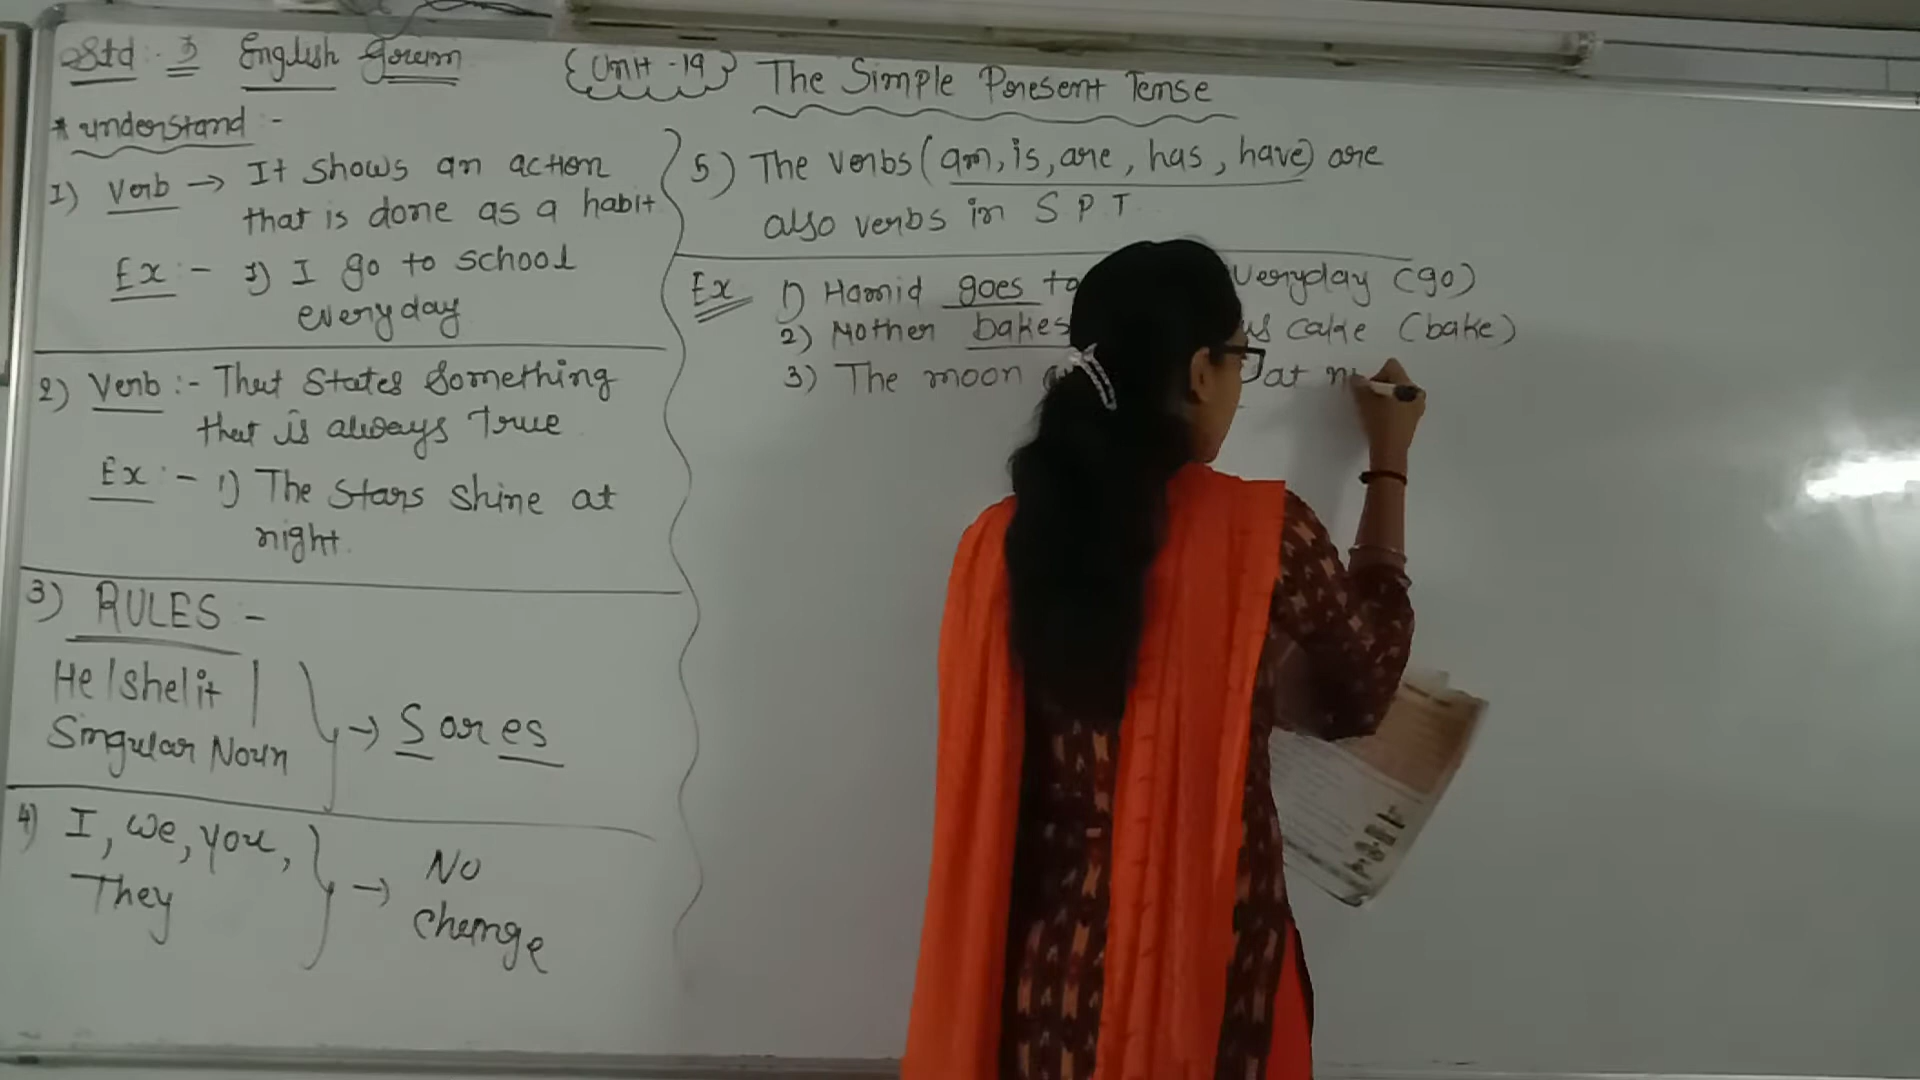 Std : 3 English Gram
{Unit-19} The Simple Present Tense
* understand :-
1) Verb → It shows an action
that is done as a habit
Ex :- 1) I go to school
everyday
2) Verb :- That States Something
that is always True
Ex :- 1) The Stars Shine at
night.
3) RULES :-
He/she/it/
Singular Noun → S or es
4) I, we, you,
They → No
change
5) The verbs (am, is, are, has, have) are
also verbs in S P T
Ex 1) Hamid goes to everyday (go)
2) Mother bakes cake (bake)
3) The moon at